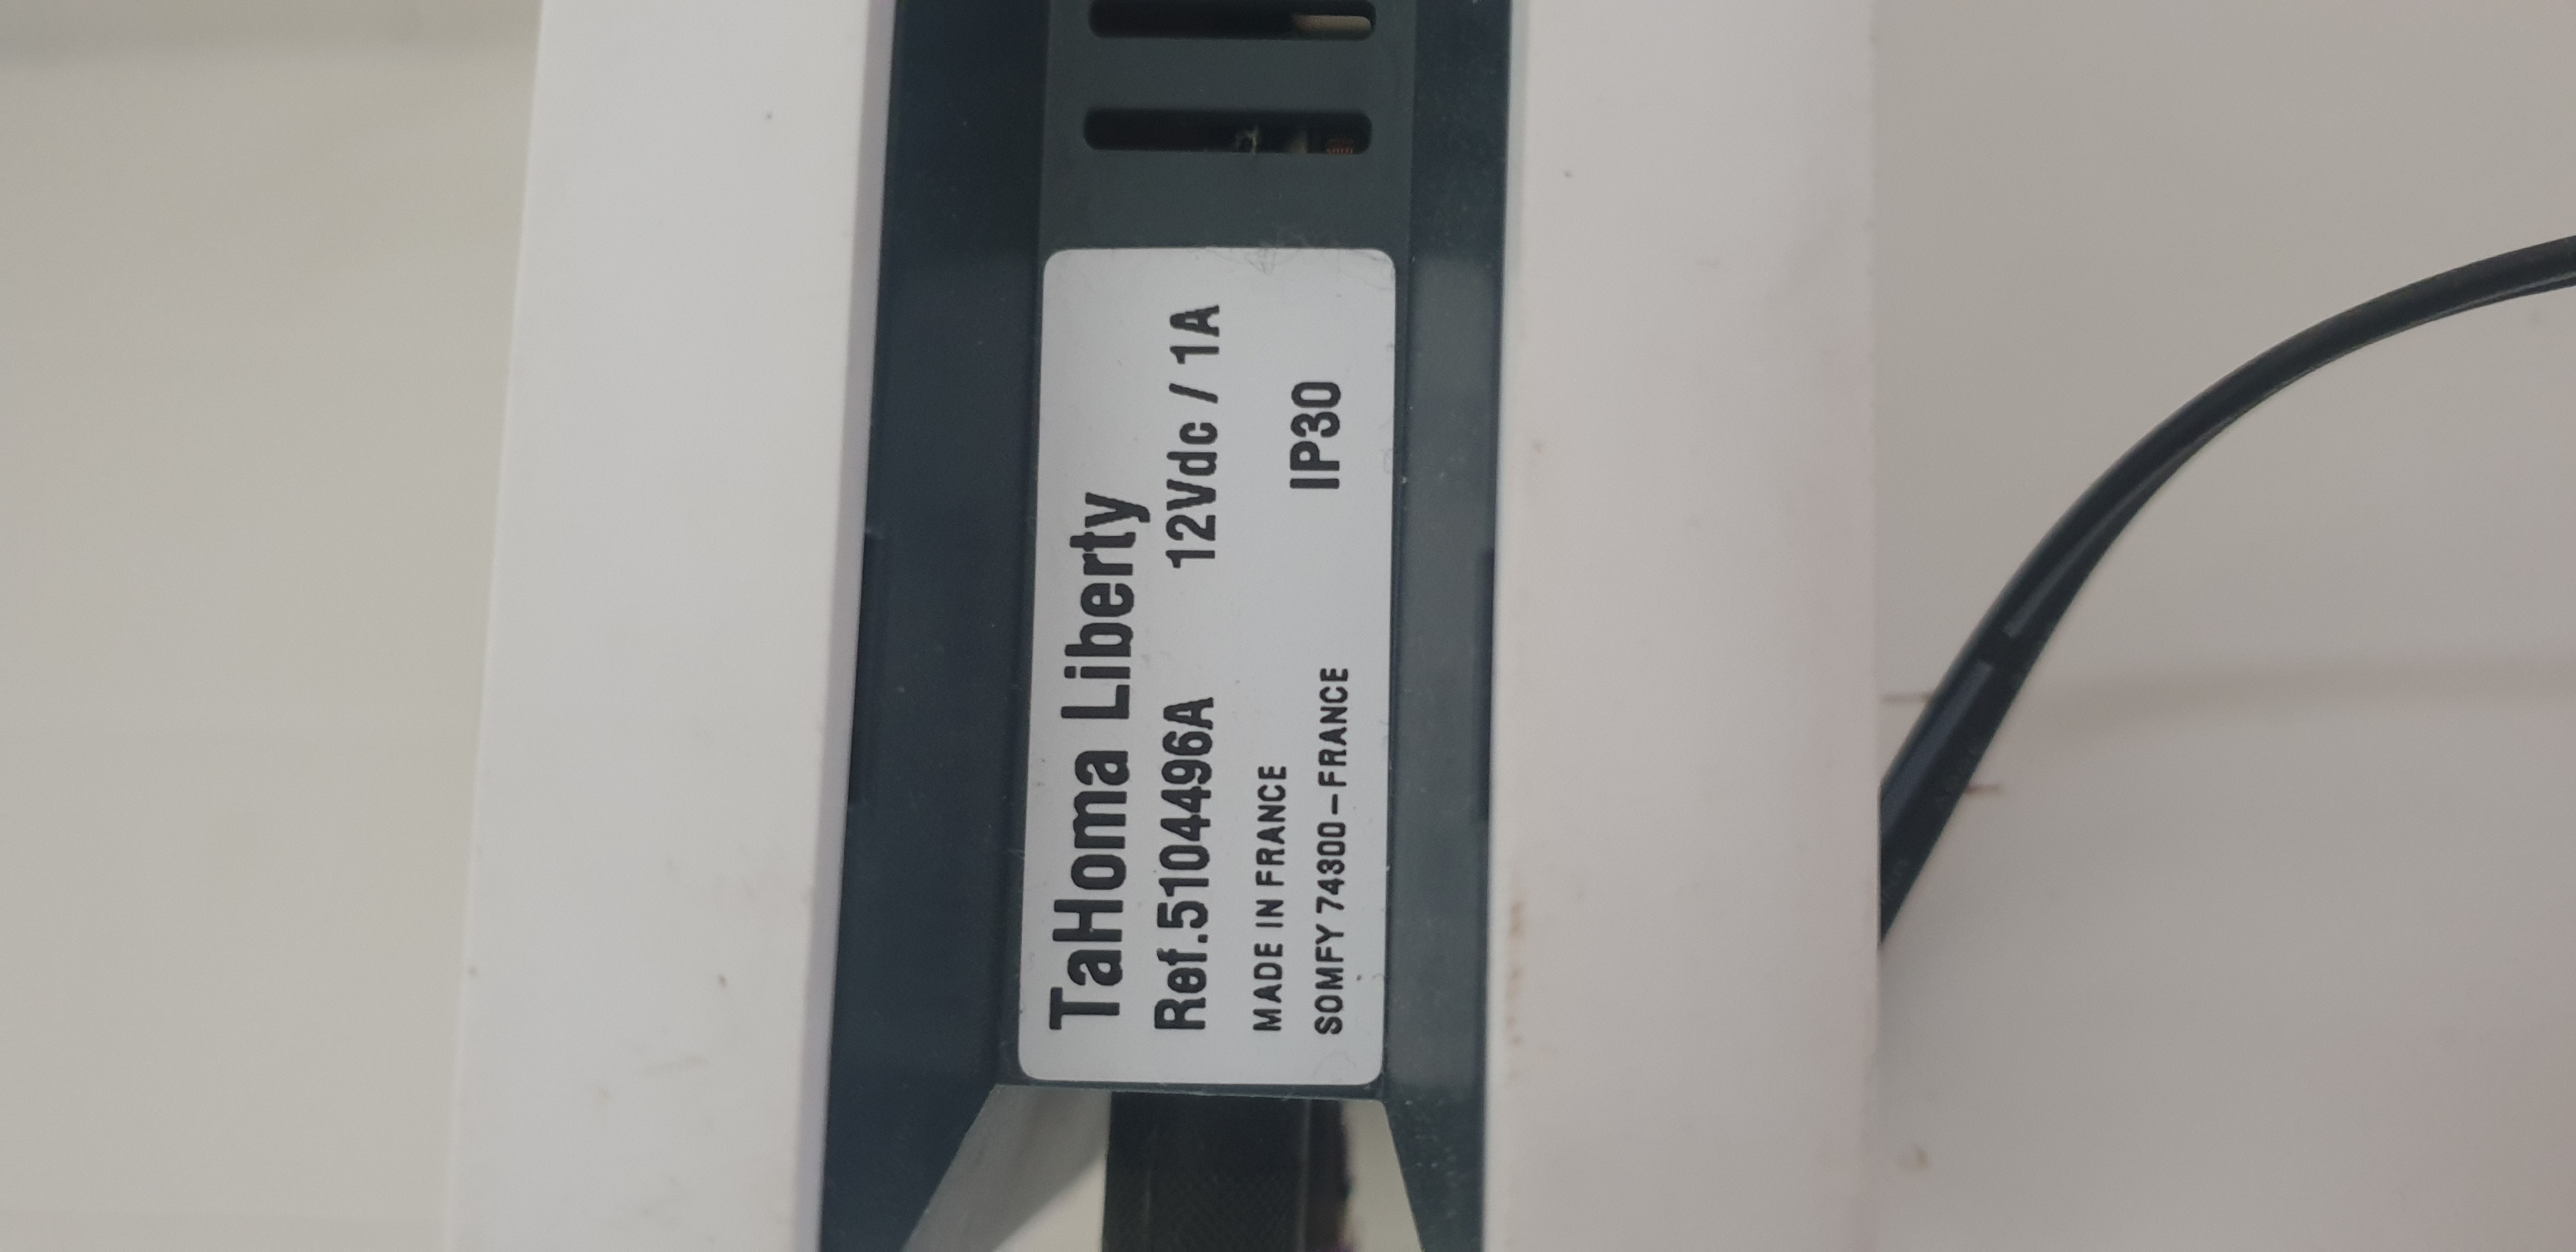 TaHoma Liberty
Ref.5104496A 12Vdc / 1A
MADE IN FRANCE
SOMFY 74300-FRANCE IP30